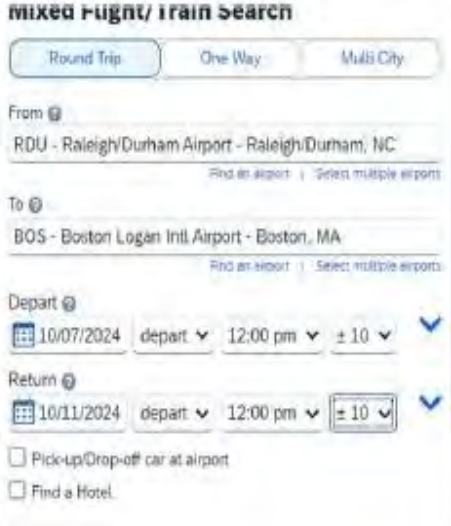 Mixed Flight/Train Search
Round Trip One Way Multi City
From
RDU - Raleigh/Durham Airport - Raleigh/Durham, NC
Find an airport | Select multiple airports
To
BOS - Boston Logan Intl Airport - Boston, MA
Find an airport | Select multiple airports
Depart
10/07/2024 depart 12:00 pm ± 10
Return
10/11/2024 depart 12:00 pm ± 10
Pick-up/Drop-off car at airport
Find a Hotel